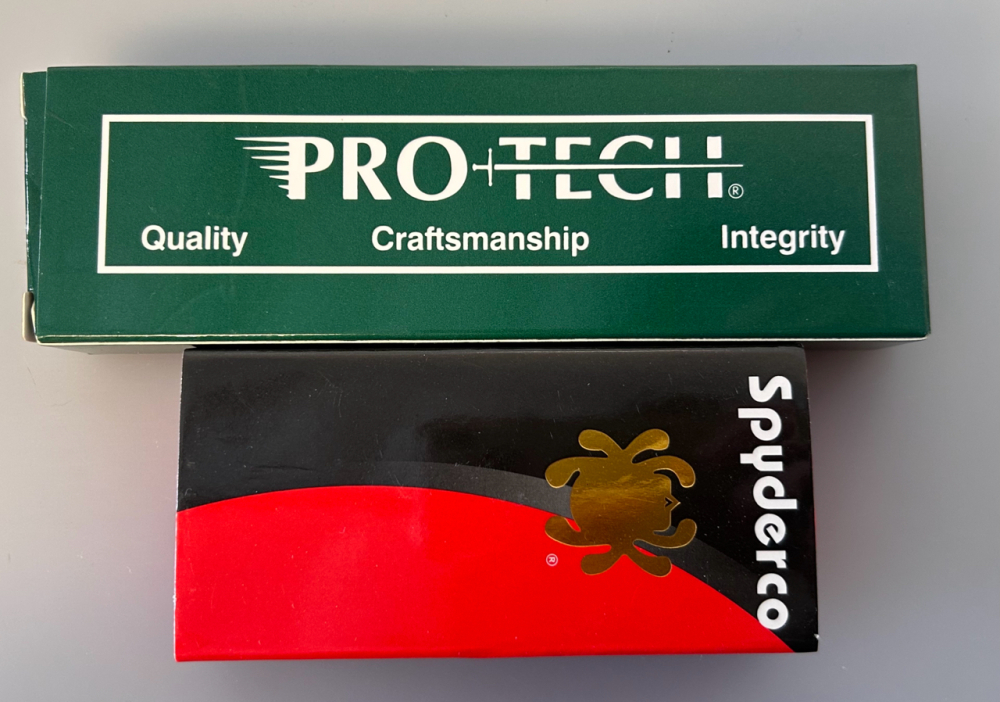 PRO TECH®
Quality Craftsmanship Integrity
Spyderco
®